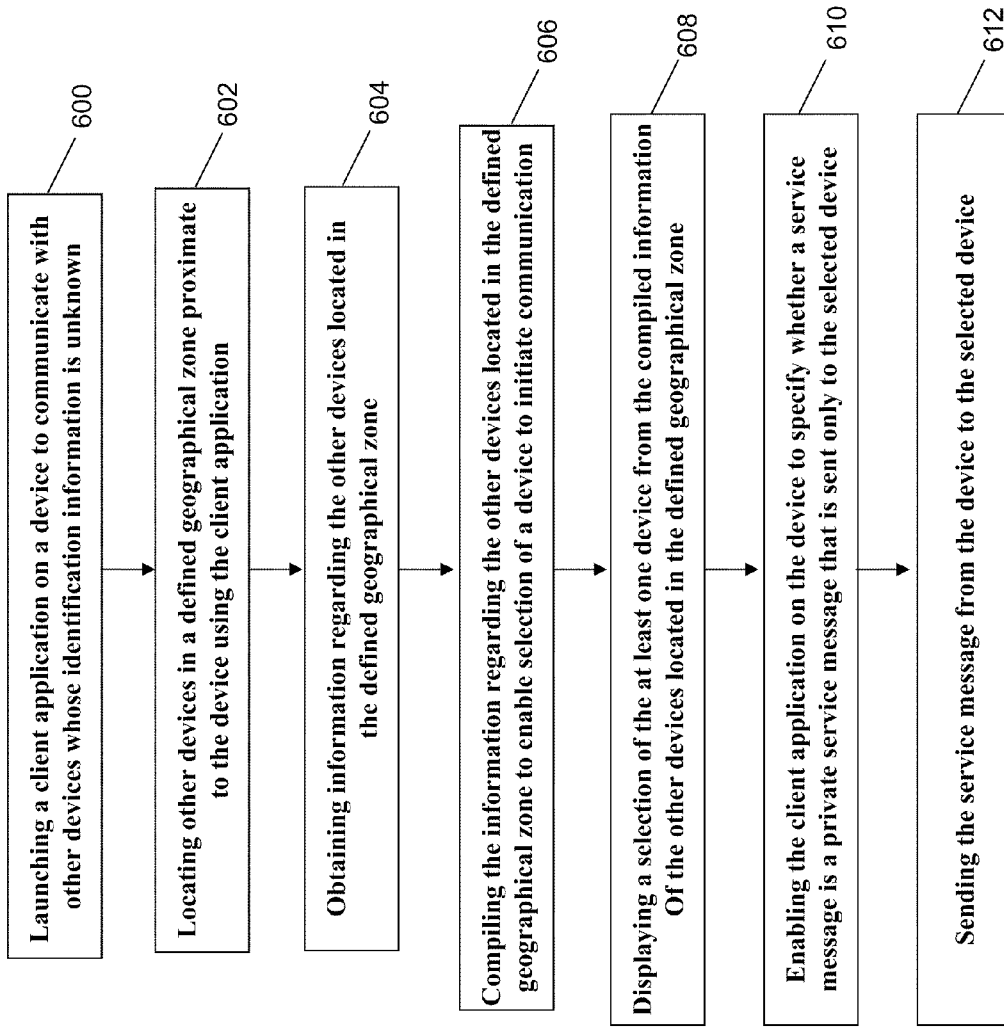 Launching a client application on a device to communicate with
other devices whose identification information is unknown
600
Locating other devices in a defined geographical zone proximate
to the device using the client application
602
Obtaining information regarding the other devices located in
the defined geographical zone
604
Compiling the information regarding the other devices located in the defined
geographical zone to enable selection of a device to initiate communication
606
Displaying a selection of the at least one device from the compiled information
Of the other devices located in the defined geographical zone
608
Enabling the client application on the device to specify whether a service
message is a private service message that is sent only to the selected device
610
Sending the service message from the device to the selected device
612